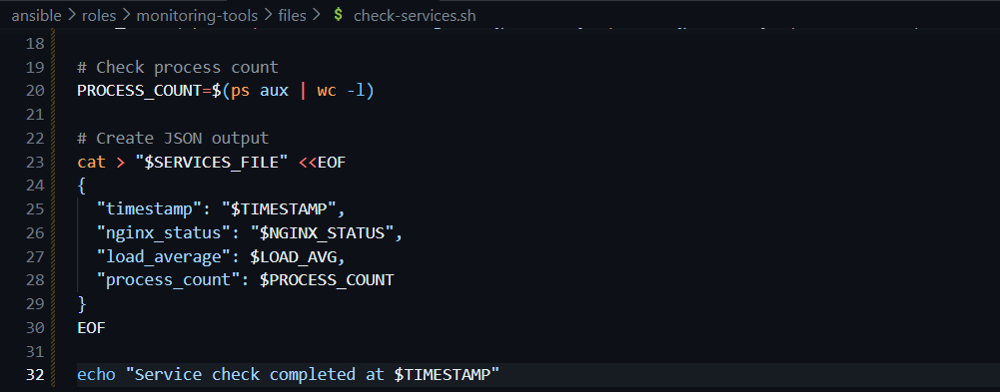 ansible > roles > monitoring-tools > files > $ check-services.sh
18
19 # Check process count
20 PROCESS_COUNT=$(ps aux | wc -l)
21
22 # Create JSON output
23 cat > "$SERVICES_FILE" <<EOF
24 {
25   "timestamp": "$TIMESTAMP",
26   "nginx_status": "$NGINX_STATUS",
27   "load_average": $LOAD_AVG,
28   "process_count": $PROCESS_COUNT
29 }
30 EOF
31
32 echo "Service check completed at $TIMESTAMP"